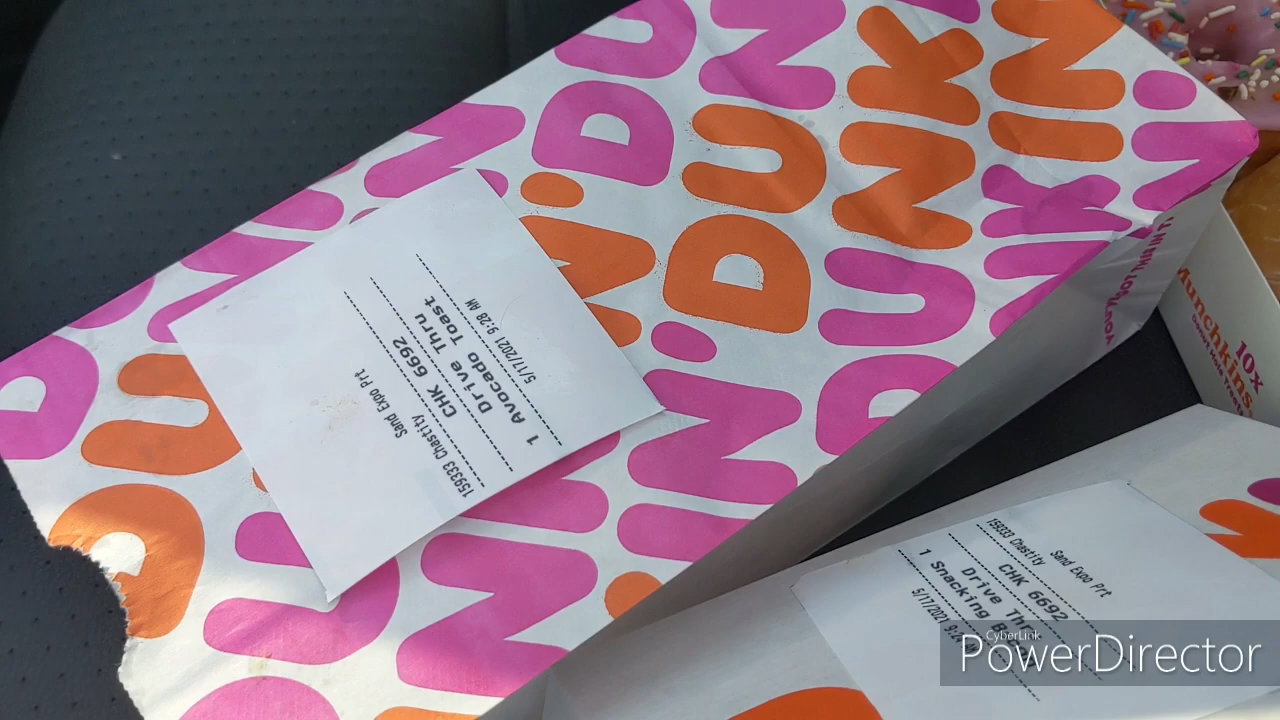 DUNKIN'
DUNKIN'
DUNKIN'
Sand Expo Prt
159333 Chastity
CHK 6692
Drive Thru
1 Avocado Toast
5/17/2021 9:28 AM
10x
Munchkins
Sand Expo Prt
159333 Chastity
CHK 6692
Drive Thr
1 Snacking
5/17/2021
CyberLink
PowerDirector